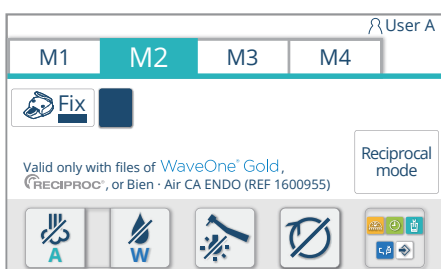 User A
M1 M2 M3 M4
Fix
Reciprocal
mode
Valid only with files of WaveOne® Gold,
RECIPROC®, or Bien · Air CA ENDO (REF 1600955)
A W